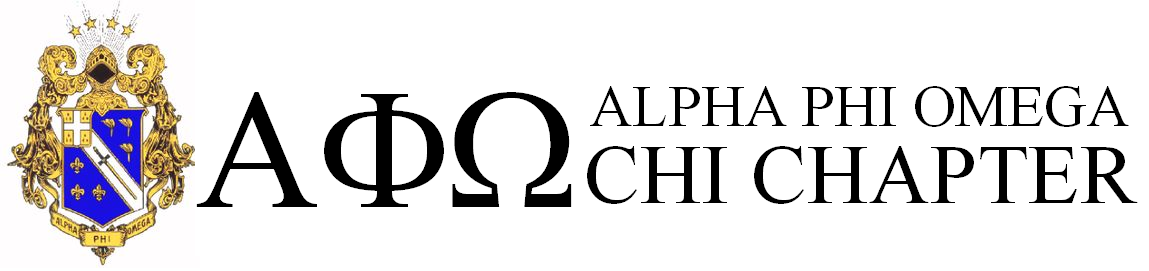 ΑΦΩ
ALPHA PHI OMEGA
CHI CHAPTER
ALPHA PHI OMEGA